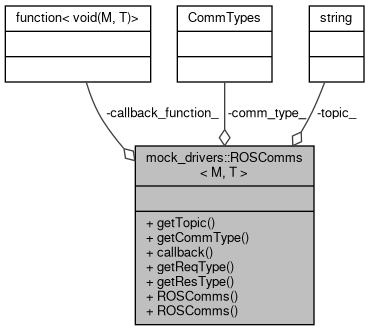 function< void(M, T)>
CommTypes
string
-callback_function_
-comm_type_
-topic_
mock_drivers::ROSComms
< M, T >
+ getTopic()
+ getCommType()
+ callback()
+ getReqType()
+ getResType()
+ ROSComms()
+ ROSComms()